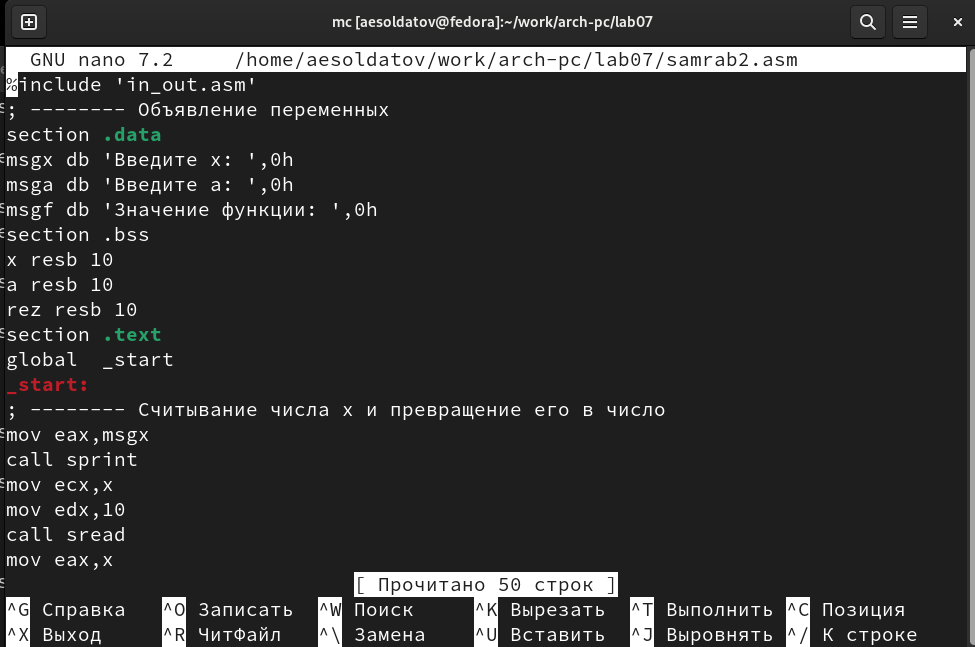 mc [aesoldatov@fedora]:~/work/arch-pc/lab07
GNU nano 7.2 /home/aesoldatov/work/arch-pc/lab07/samrab2.asm
%include 'in_out.asm'
; -------- Объявление переменных
section .data
msgx db 'Введите x: ',0h
msga db 'Введите a: ',0h
msgf db 'Значение функции: ',0h
section .bss
x resb 10
a resb 10
rez resb 10
section .text
global  _start
_start:
; -------- Считывание числа x и превращение его в число
mov eax,msgx
call sprint
mov ecx,x
mov edx,10
call sread
mov eax,x
[ Прочитано 50 строк ]
^G Справка ^O Записать ^W Поиск ^K Вырезать ^T Выполнить ^C Позиция
^X Выход ^R ЧитФайл ^\ Замена ^U Вставить ^J Выровнять ^/ К строке